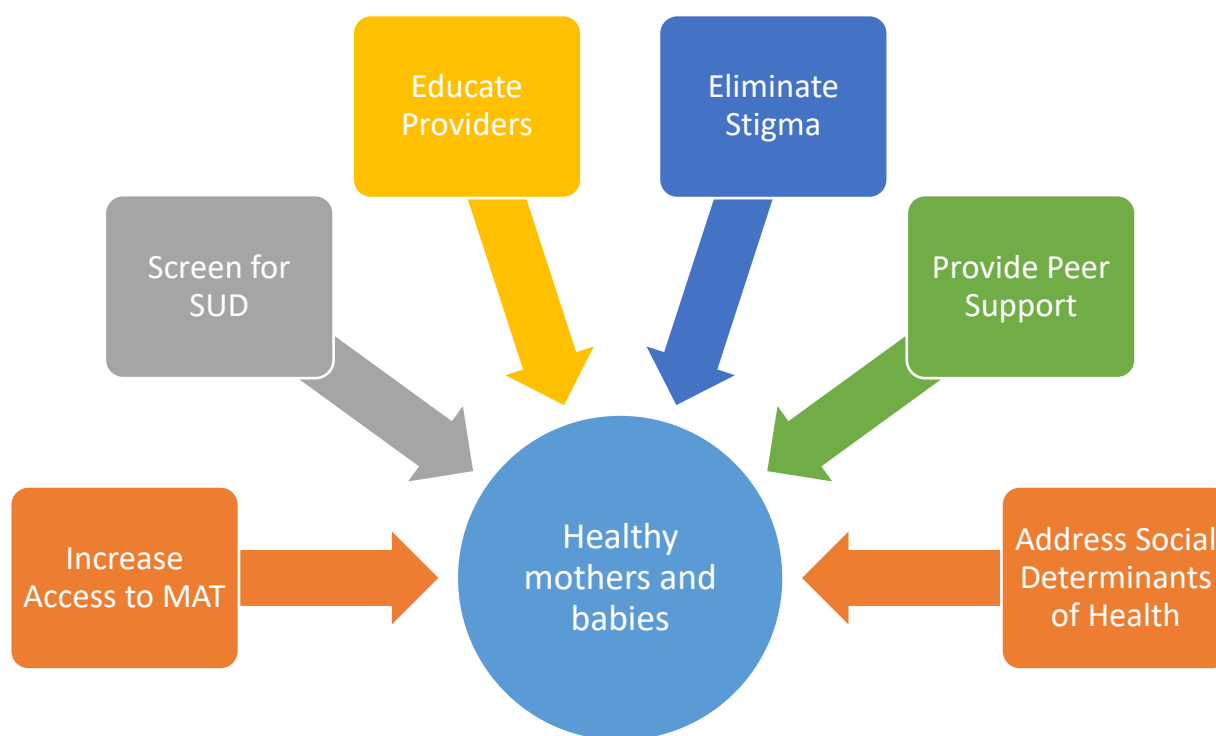 Increase
Access to MAT
Screen for
SUD
Educate
Providers
Eliminate
Stigma
Provide Peer
Support
Address Social
Determinants
of Health
Healthy
mothers and
babies